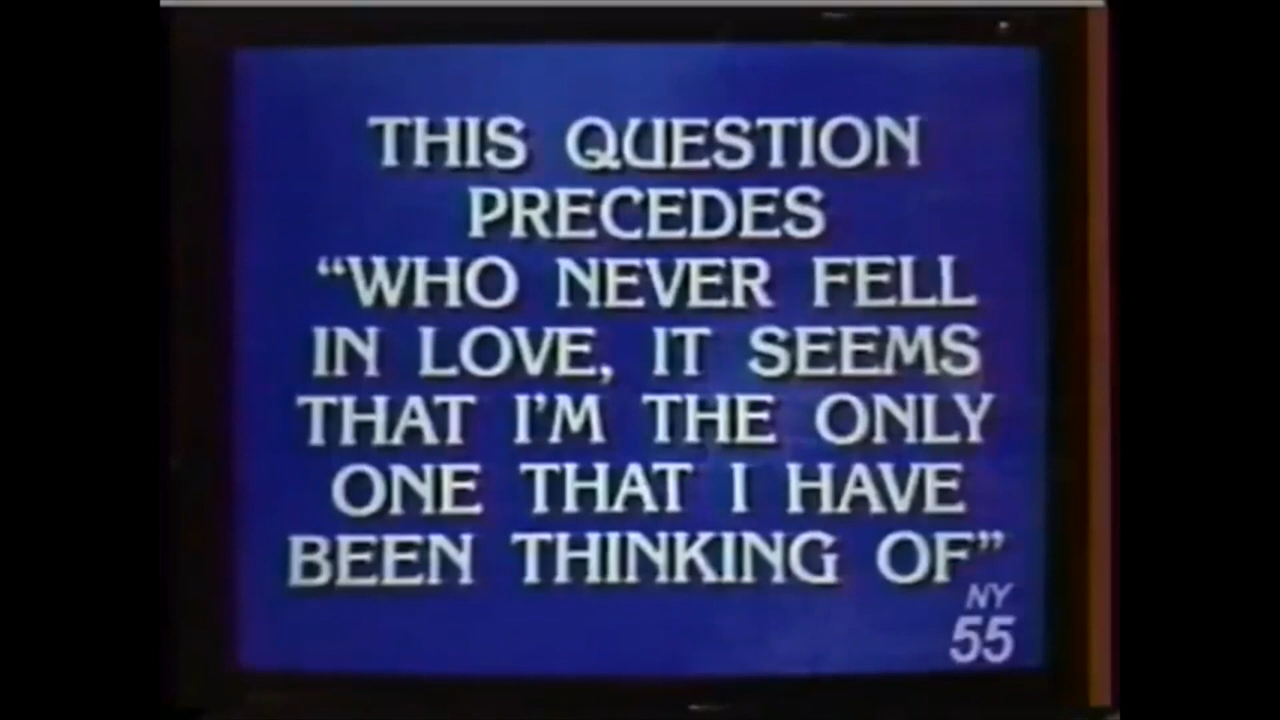 THIS QUESTION
PRECEDES
“WHO NEVER FELL
IN LOVE, IT SEEMS
THAT I'M THE ONLY
ONE THAT I HAVE
BEEN THINKING OF”
NY
55